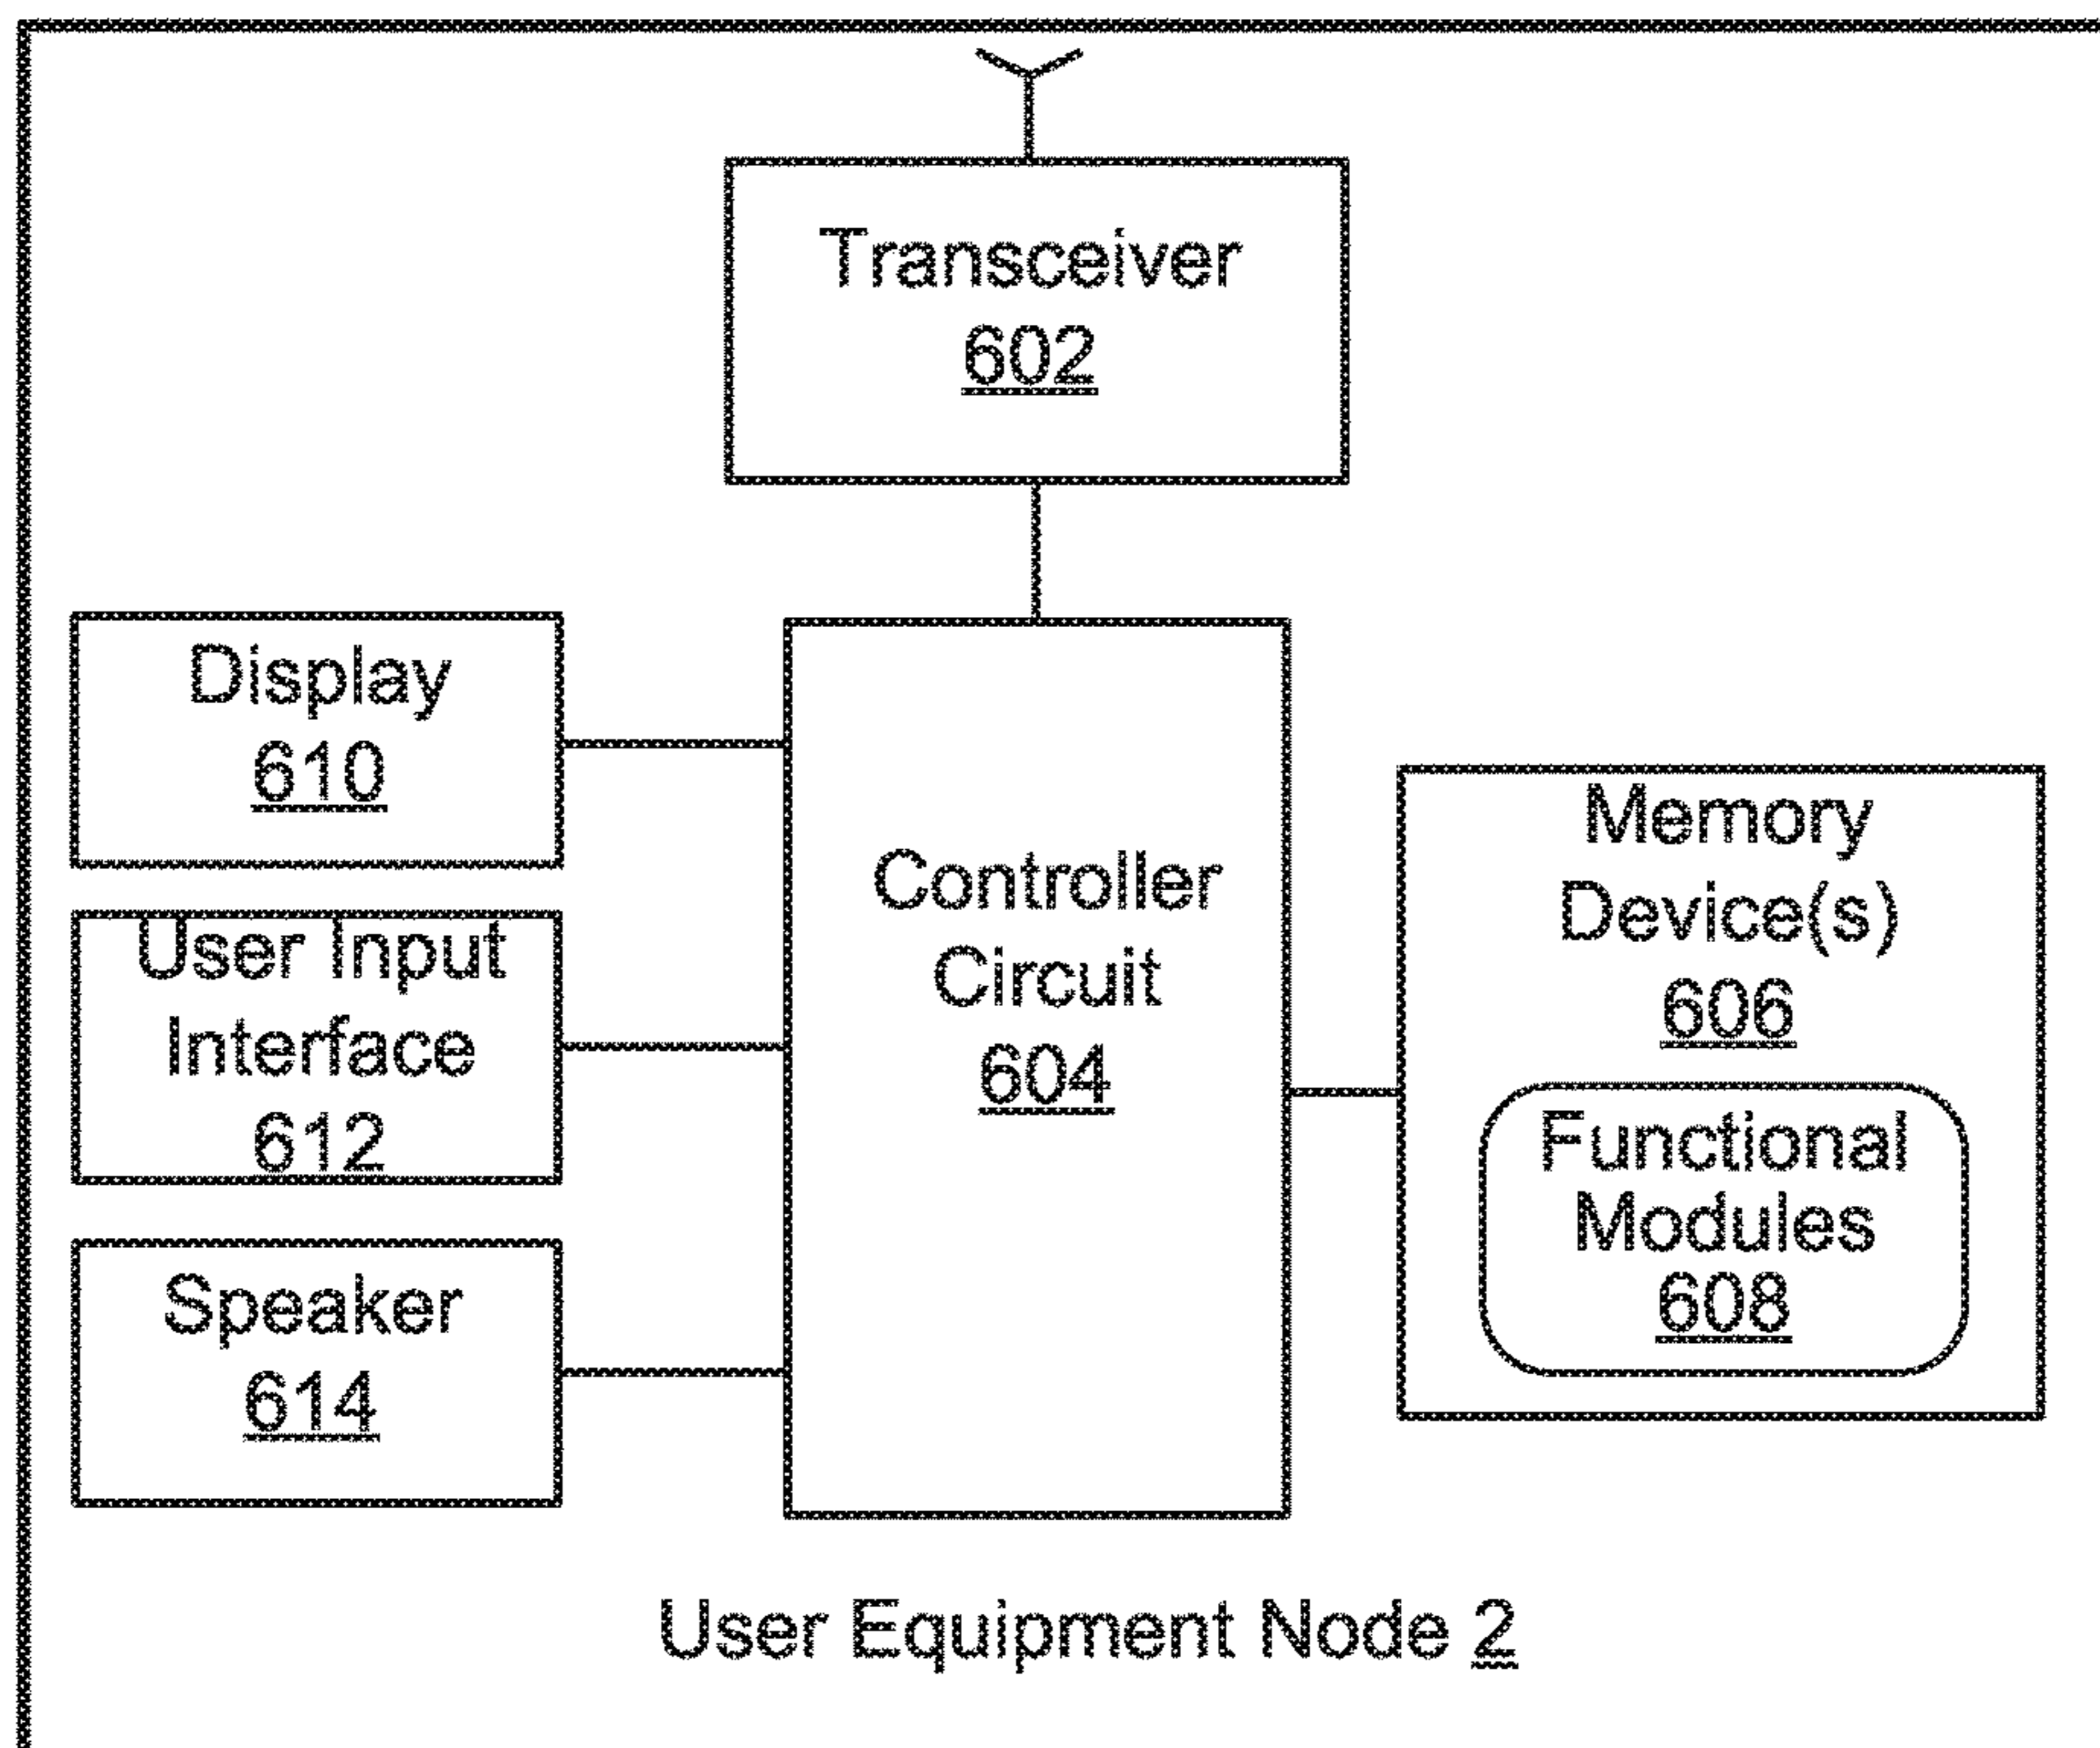 Transceiver
602
Display
610
User Input
Interface
612
Speaker
614
Controller
Circuit
604
Memory
Device(s)
606
Functional
Modules
608
User Equipment Node 2